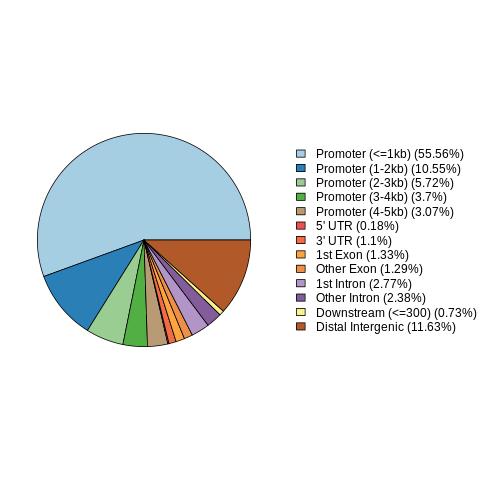 Promoter (<=1kb) (55.56%)
Promoter (1-2kb) (10.55%)
Promoter (2-3kb) (5.72%)
Promoter (3-4kb) (3.7%)
Promoter (4-5kb) (3.07%)
5' UTR (0.18%)
3' UTR (1.1%)
1st Exon (1.33%)
Other Exon (1.29%)
1st Intron (2.77%)
Other Intron (2.38%)
Downstream (<=300) (0.73%)
Distal Intergenic (11.63%)